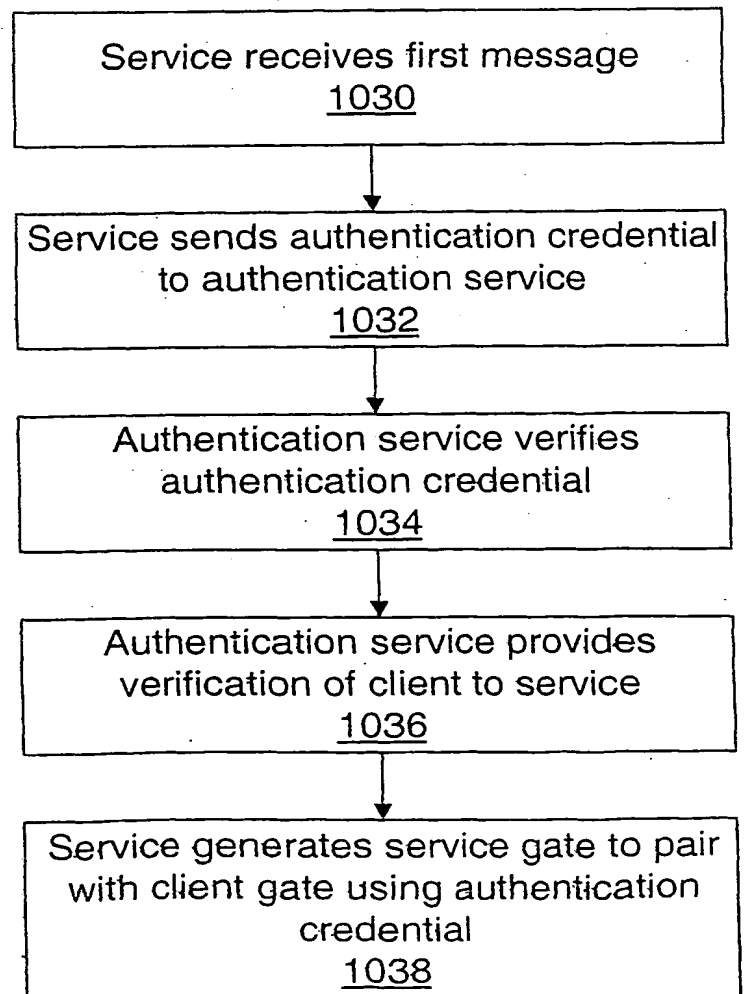 Service receives first message
1030
Service sends authentication credential
to authentication service
1032
Authentication service verifies
authentication credential
1034
Authentication service provides
verification of client to service
1036
Service generates service gate to pair
with client gate using authentication
credential
1038